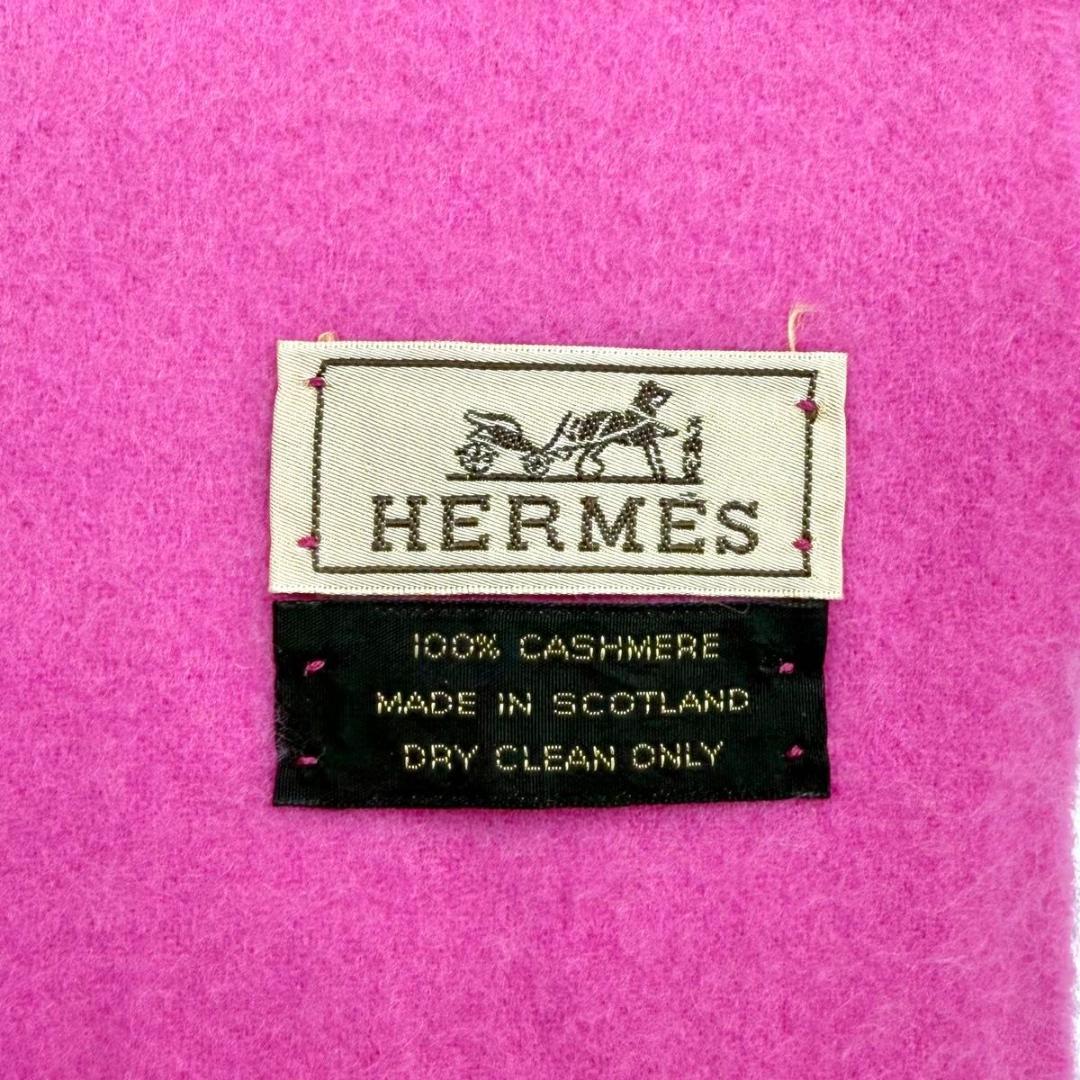 HERMÈS
100% CASHMERE
MADE IN SCOTLAND
DRY CLEAN ONLY